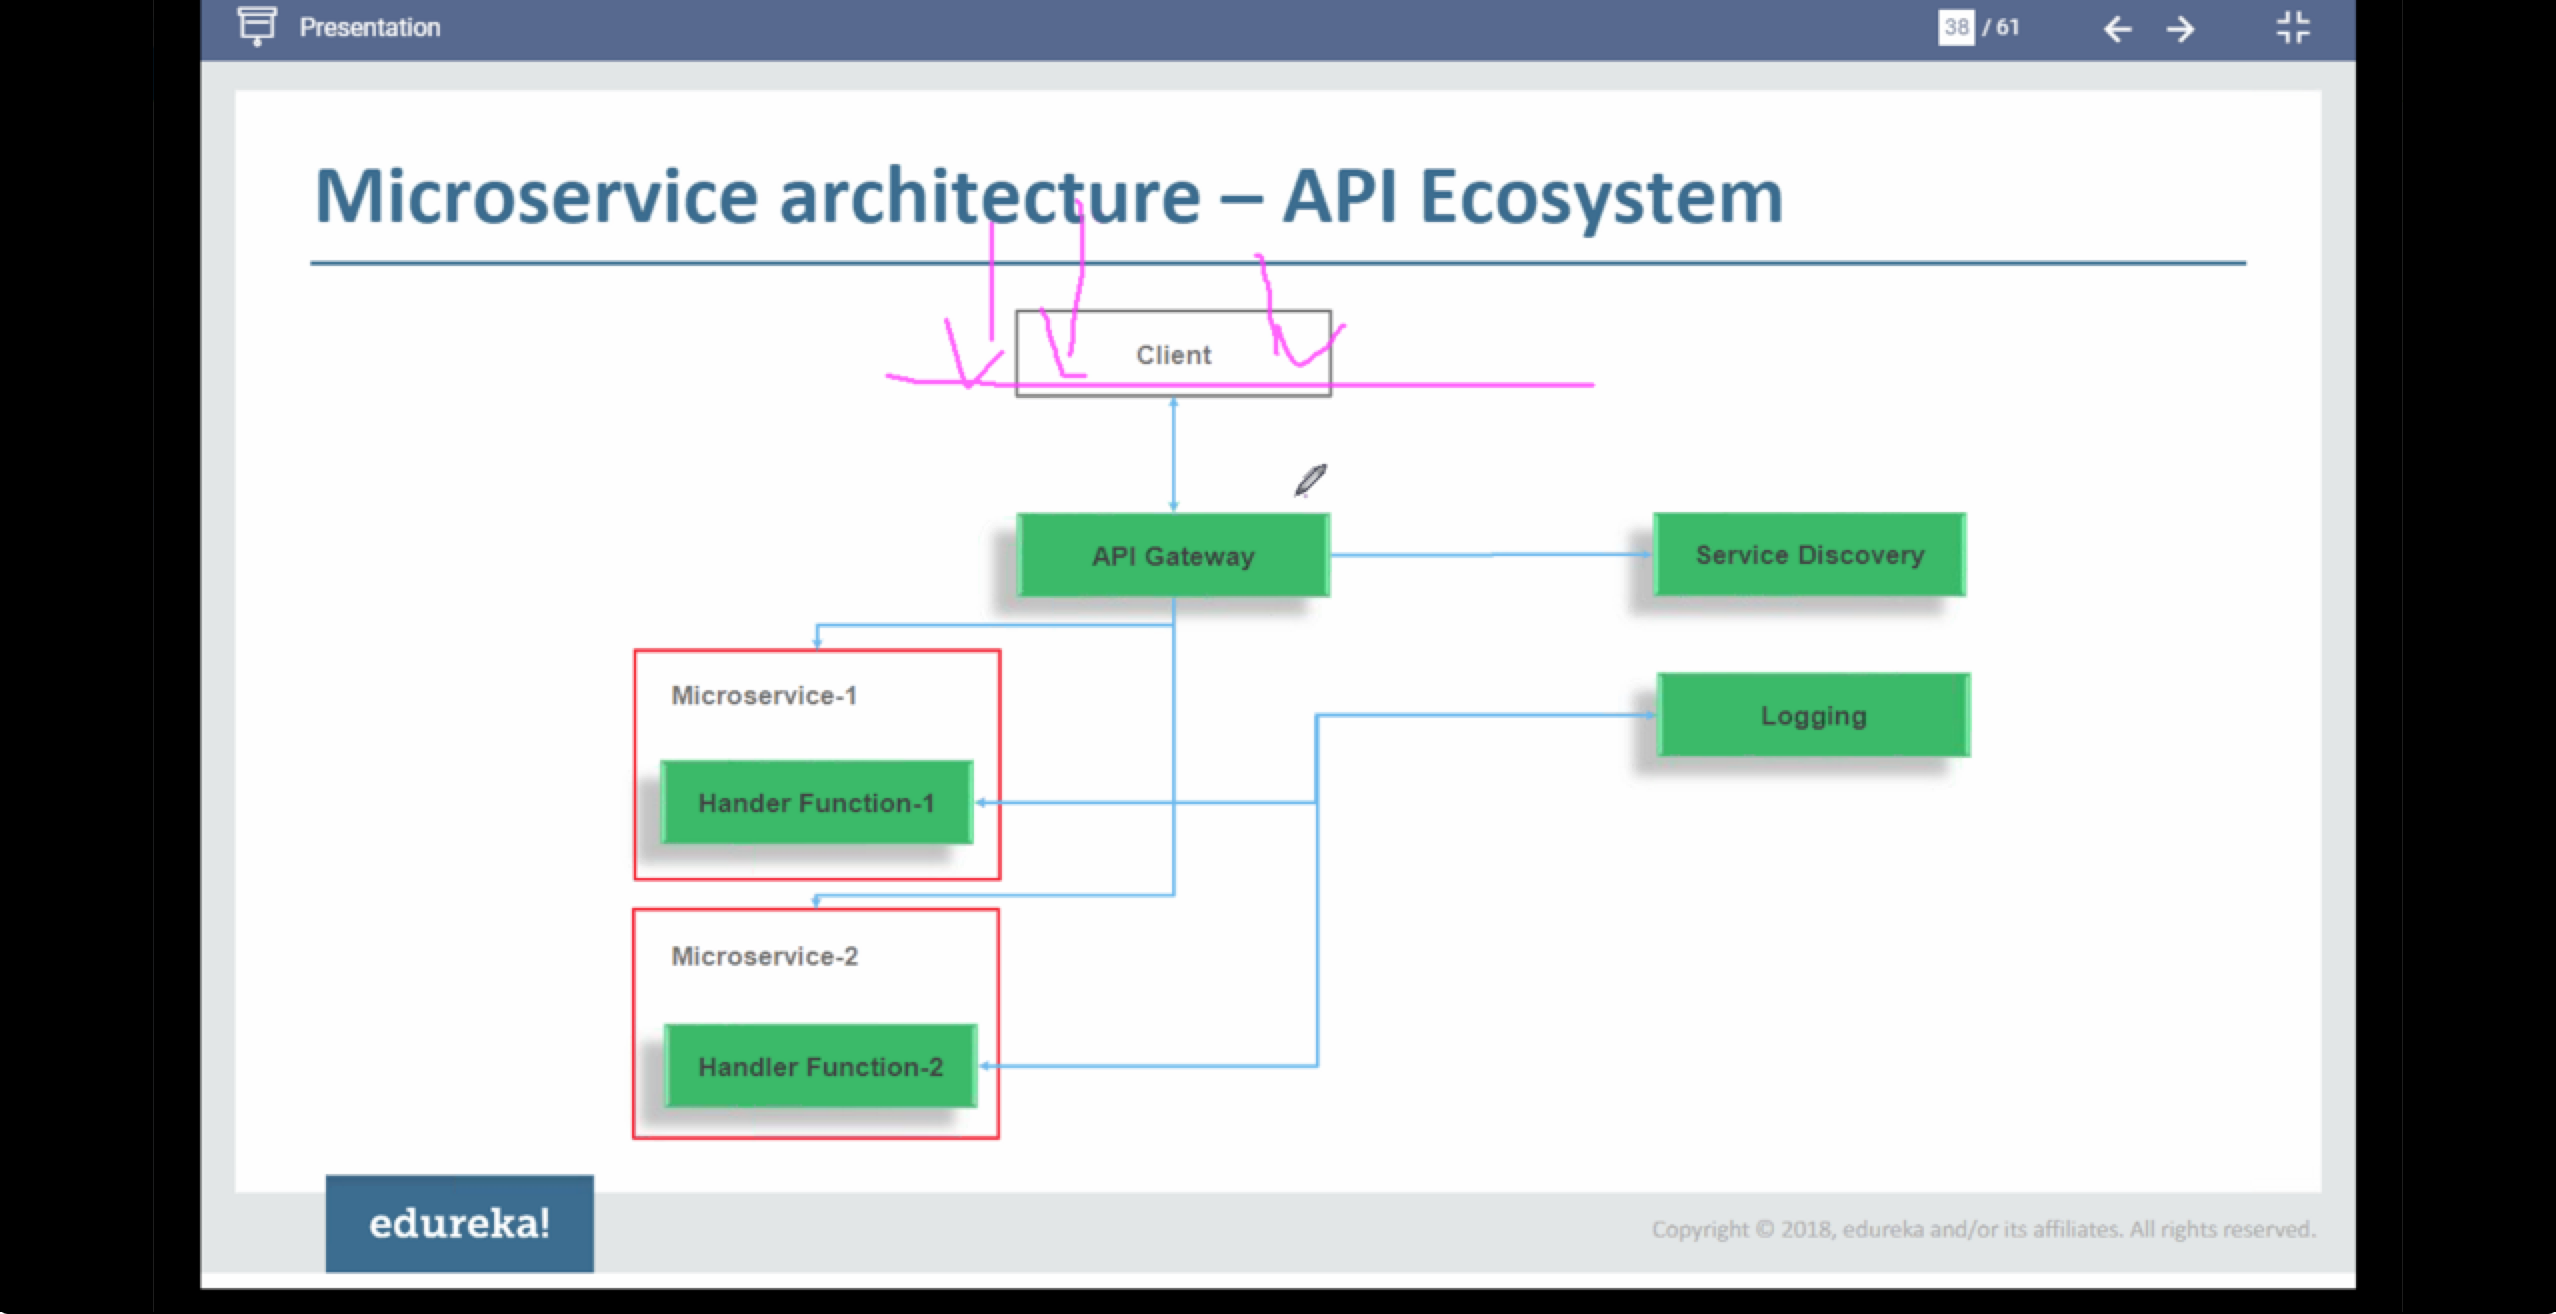 Presentation
38 / 61
Microservice architecture – API Ecosystem
Client
API Gateway
Service Discovery
Microservice-1
Logging
Hander Function-1
Microservice-2
Handler Function-2
edureka!
Copyright © 2018, edureka and/or its affiliates. All rights reserved.